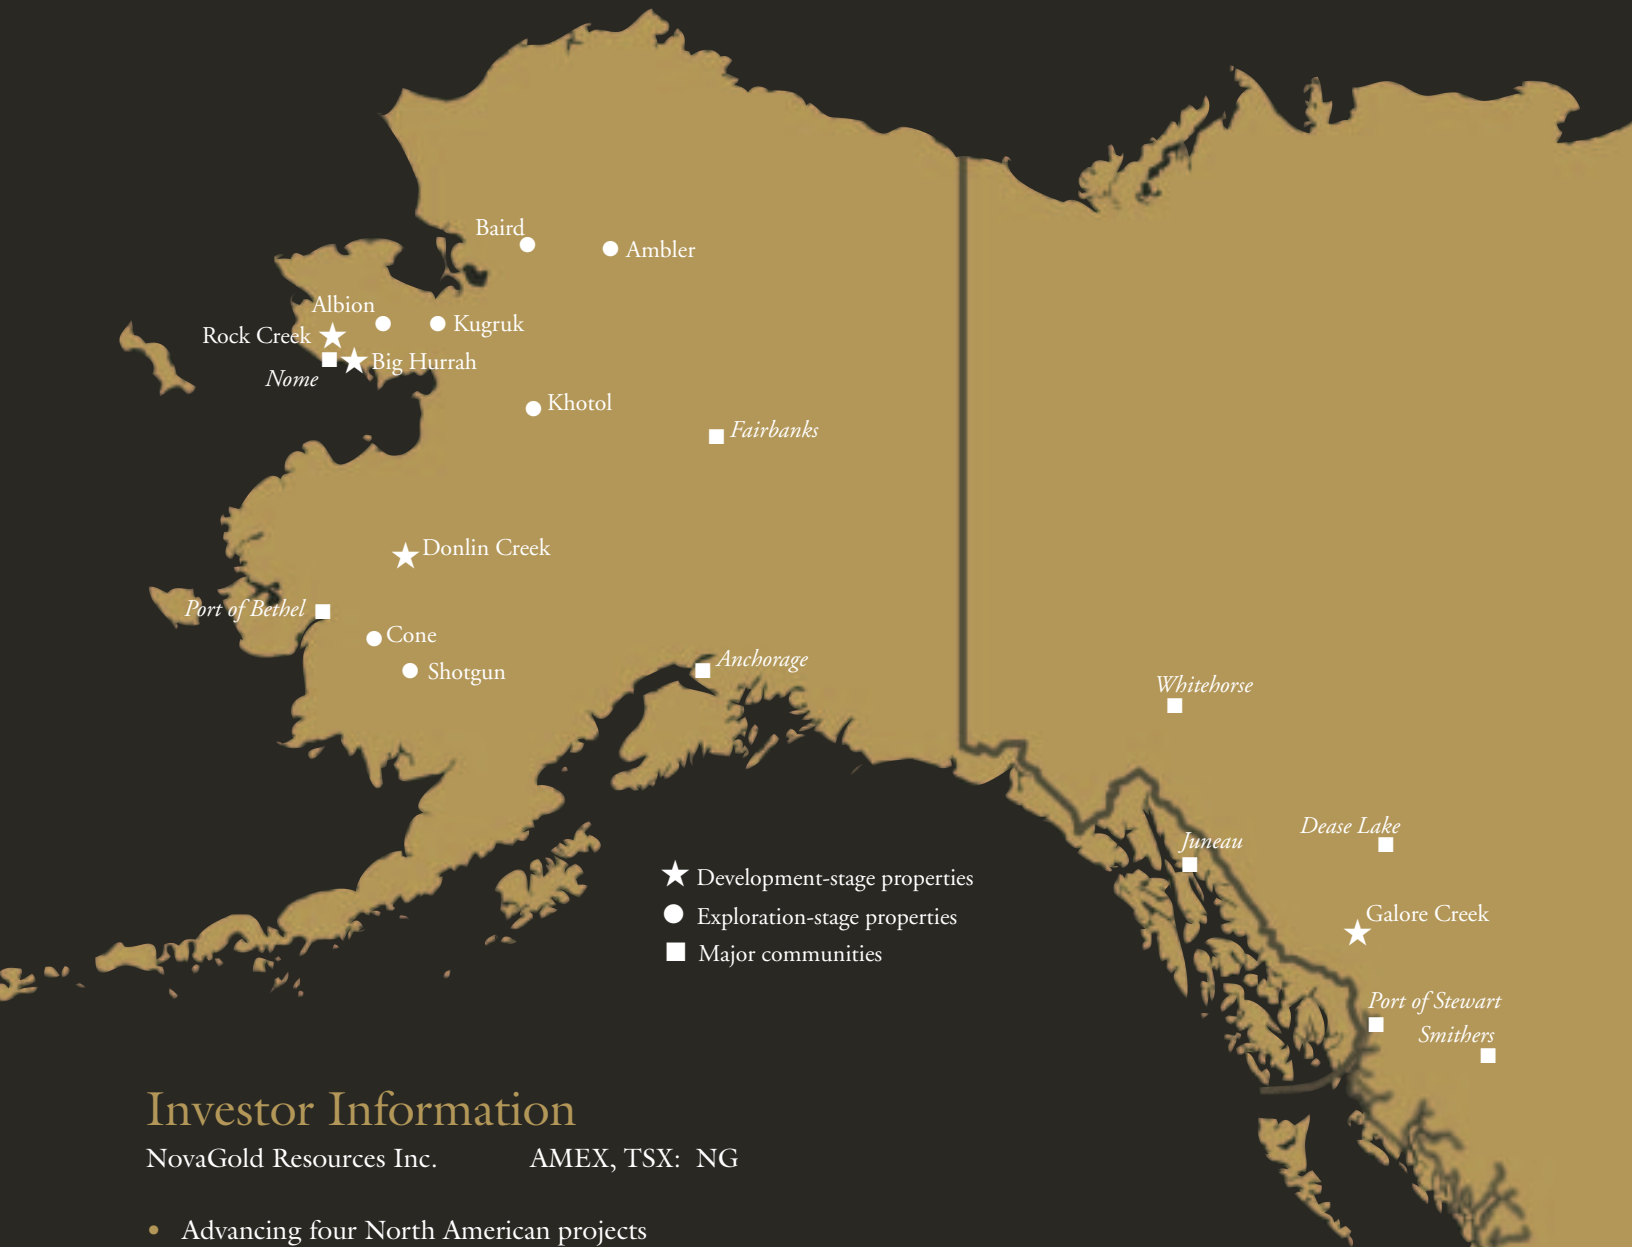 Baird
Ambler
Albion
Rock Creek
Kugruk
Big Hurrah
Nome
Khotol
Fairbanks
Donlin Creek
Port of Bethel
Cone
Shotgun
Anchorage
Whitehorse
Juneau
Dease Lake
Galore Creek
Port of Stewart
Smithers
Development-stage properties
Exploration-stage properties
Major communities
Investor Information
NovaGold Resources Inc. AMEX, TSX: NG
• Advancing four North American projects